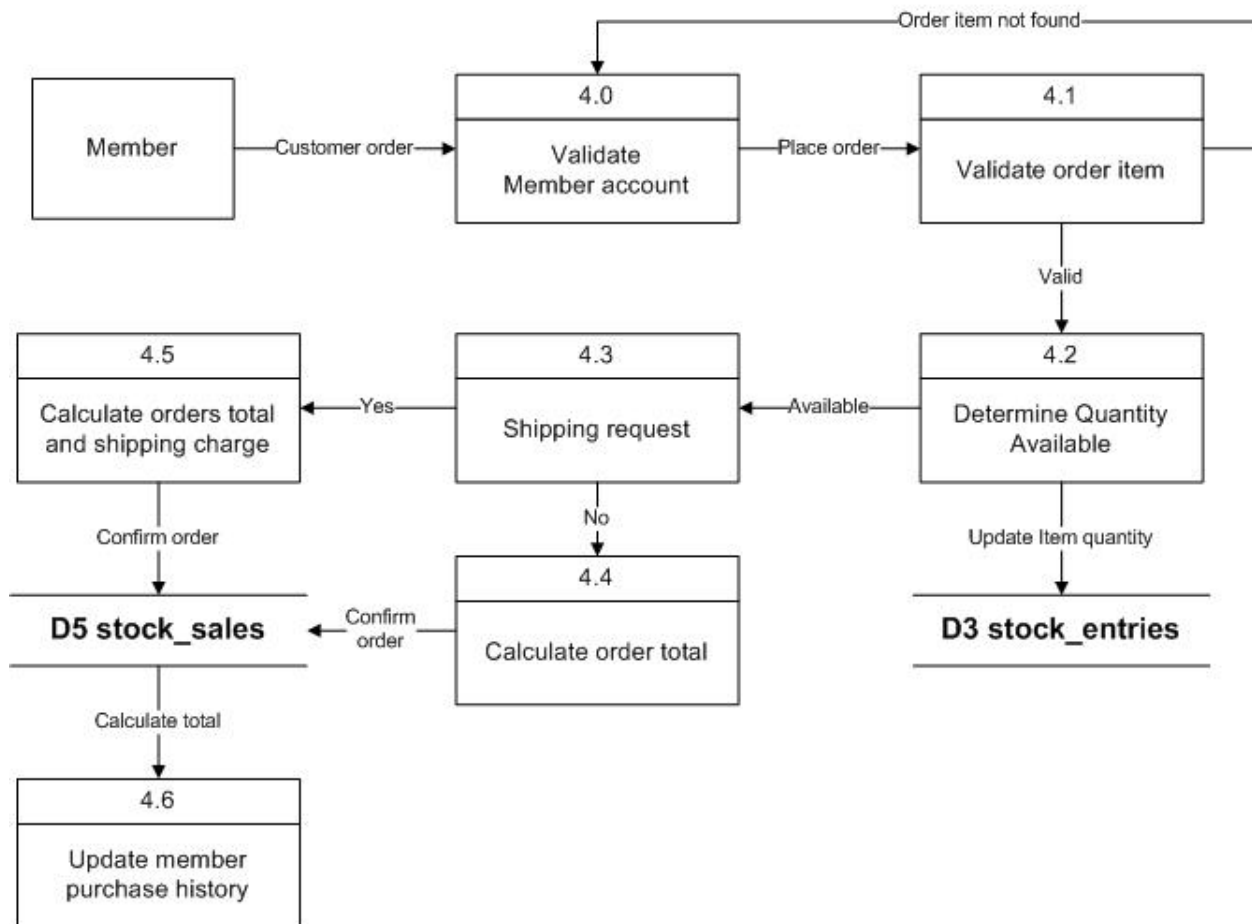 Order item not found
4.0
4.1
Member
Customer order
Validate
Member account
Place order
Validate order item
Valid
4.5
4.3
4.2
Calculate orders total
and shipping charge
Yes
Shipping request
Available
Determine Quantity
Available
No
Confirm order
Update Item quantity
4.4
D5 stock_sales
Confirm
order
Calculate order total
D3 stock_entries
Calculate total
4.6
Update member
purchase history